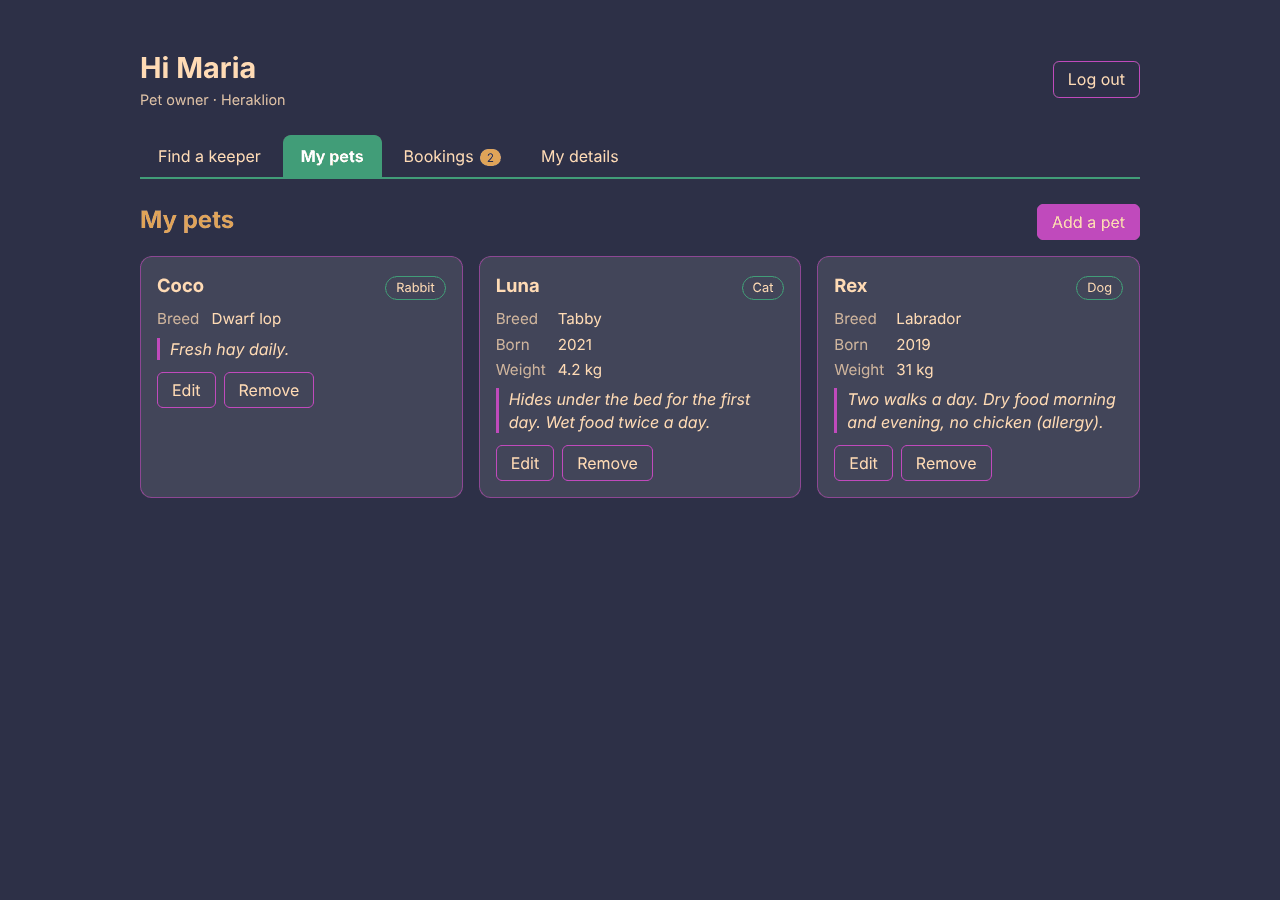 Hi Maria
Pet owner · Heraklion
Log out
Find a keeper
My pets
Bookings 2
My details
My pets
Add a pet
Coco
Rabbit
Breed Dwarf lop
Fresh hay daily.
Edit
Remove
Luna
Cat
Breed Tabby
Born 2021
Weight 4.2 kg
Hides under the bed for the first
day. Wet food twice a day.
Edit
Remove
Rex
Dog
Breed Labrador
Born 2019
Weight 31 kg
Two walks a day. Dry food morning
and evening, no chicken (allergy).
Edit
Remove